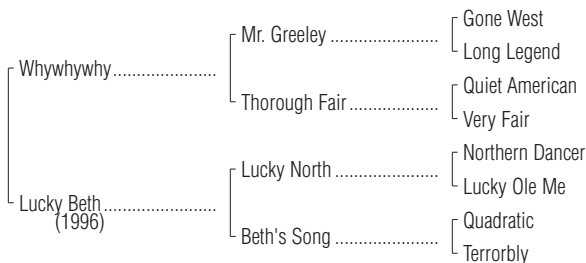 Gone West
Mr. Greeley ........................
Long Legend
Whywhywhy .......................
Quiet American
Thorough Fair ....................
Very Fair
Northern Dancer
Lucky North .......................
Lucky Ole Me
Lucky Beth .........................
(1996)
Quadratic
Beth's Song .......................
Terrorbly